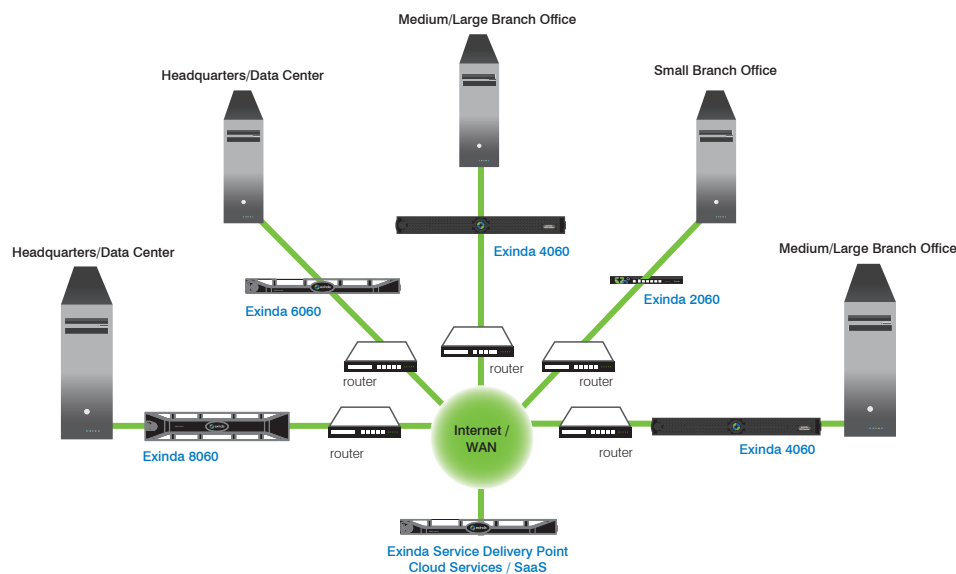 Medium/Large Branch Office
Headquarters/Data Center
Small Branch Office
Headquarters/Data Center
Exinda 4060
Medium/Large Branch Office
Exinda 6060
Exinda 2060
router
router
router
Internet /
WAN
Exinda 8060
router
router
Exinda 4060
Exinda Service Delivery Point
Cloud Services / SaaS